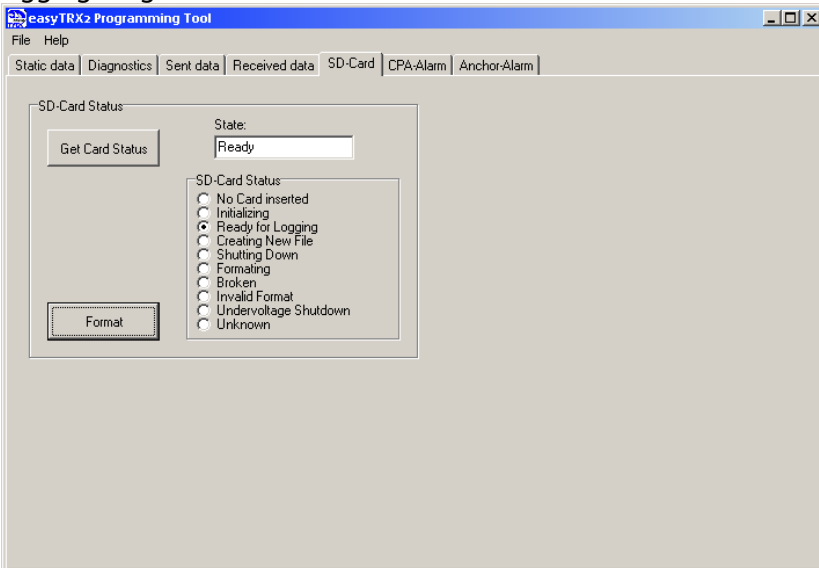 easyTRX2 Programming Tool
File Help
Static data Diagnostics Sent data Received data SD-Card CPA-Alarm Anchor-Alarm
SD-Card Status
State:
Get Card Status Ready
SD-Card Status
No Card inserted
Initializing
Ready for Logging
Creating New File
Shutting Down
Formating
Broken
Invalid Format
Undervoltage Shutdown
Unknown
Format